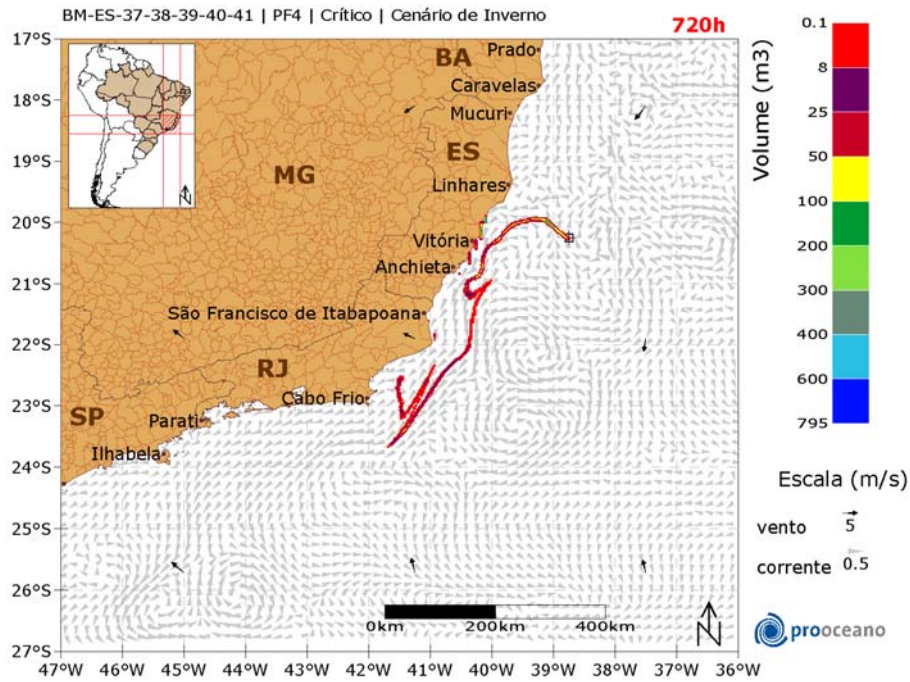 BM-ES-37-38-39-40-41 | PF4 | Crítico | Cenário de Inverno
720h
17°S
18°S
19°S
20°S
21°S
22°S
23°S
24°S
25°S
26°S
27°S
47°W
46°W
45°W
44°W
43°W
42°W
41°W
40°W
39°W
38°W
37°W
36°W
BA
Prado
Caravelas
Mucuri
ES
MG
Linhares
Vitória
Anchieta
São Francisco de Itabapoana
RJ
Cabo Frio
SP
Parati
Ilhabela
N
0km
200km
400km
N
Volume (m3)
0.1
8
25
50
100
200
300
400
600
795
Escala (m/s)
vento
5
corrente
0.5
prooceano